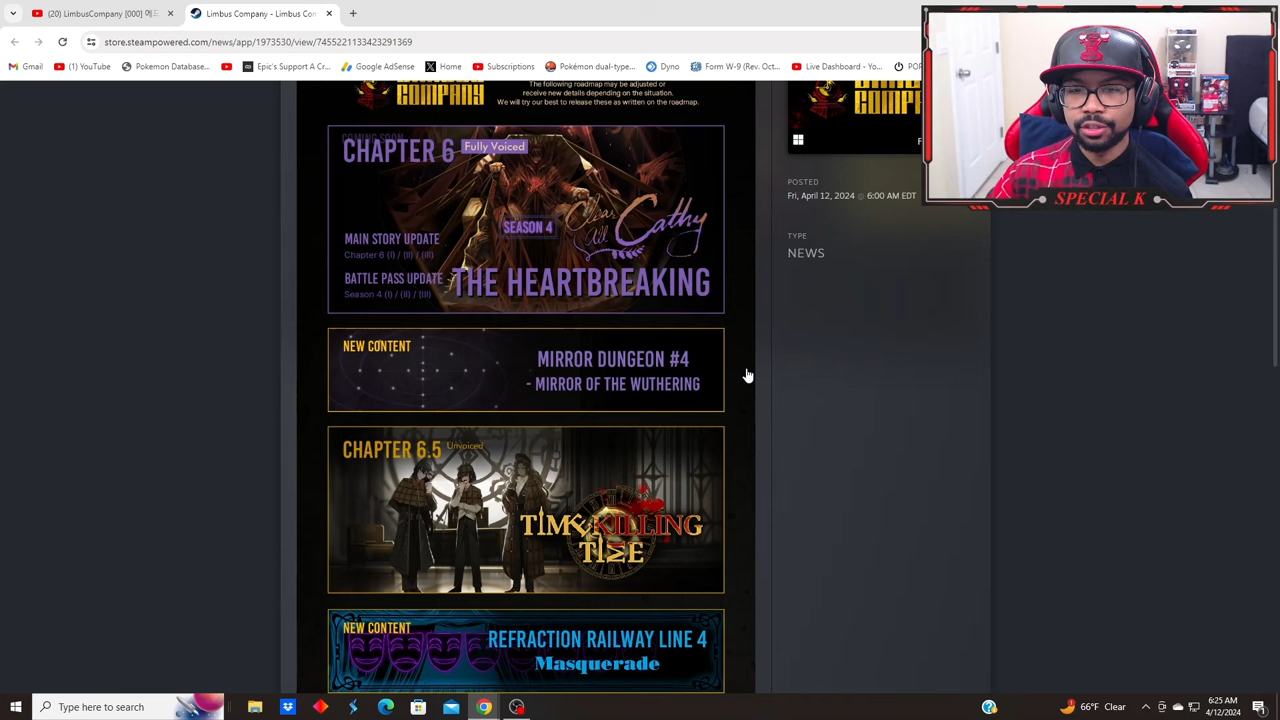 (20) LimbusCompany [000] PLE
Limbus Company - Limbus Com
store.steampowered.com/news/app/1973530/view/
Gmail
(1) YouTube
Pokemon Database...
(5) Support A Cr...
Google
Home
Subscriptions
Pokémon dual-type...
Dyno
Form W-9 (Rev. Oct...
Live Dashboard - Yo...
COMPANY
The following roadmap may be adjusted or
receive new details depending on the situation.
We will try our best to release these as written on the roadmap.
COMING SOON
CHAPTER 6 Fully Voiced
SEASON 4
Clear All Cathy
MAIN STORY UPDATE
Chapter 6 (I) / (II) / (III)
BATTLE PASS UPDATE
Season 4 (I) / (II) / (III)
THE HEARTBREAKING
NEW CONTENT
MIRROR DUNGEON #4
- MIRROR OF THE WUTHERING
CHAPTER 6.5 Unvoiced
TIME KILLING
TIME
NEW CONTENT
REFRACTION RAILWAY LINE 4
Masquerade
COMPANY
POSTED
Fri, April 12, 2024 @ 6:00 AM EDT
TYPE
NEWS
SPECIAL K
Type here to search
66°F Clear
6:25 AM
4/12/2024